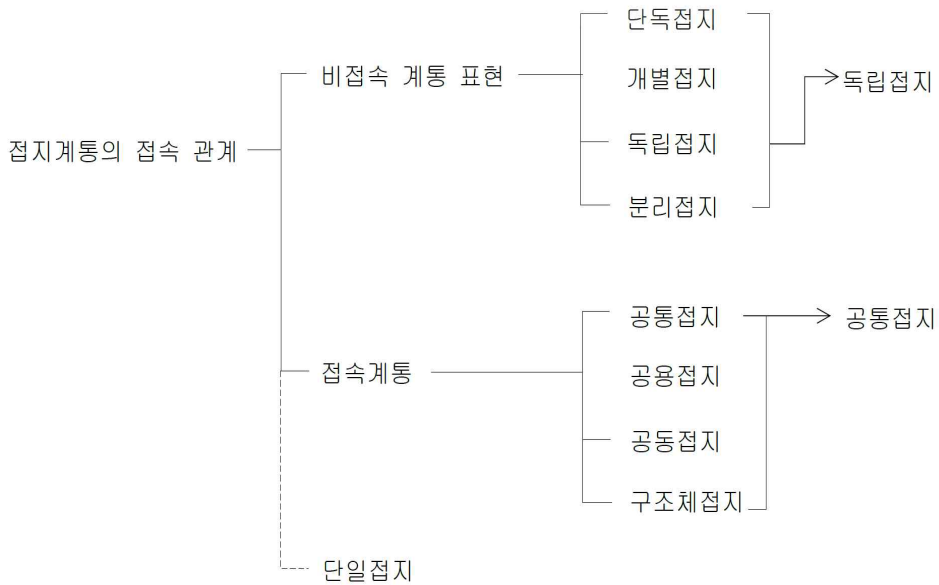 접지계통의 접속 관계
비접속 계통 표현
단독접지
개별접지
독립접지
분리접지
독립접지
접속계통
공통접지
공용접지
공동접지
구조체접지
공통접지
단일접지